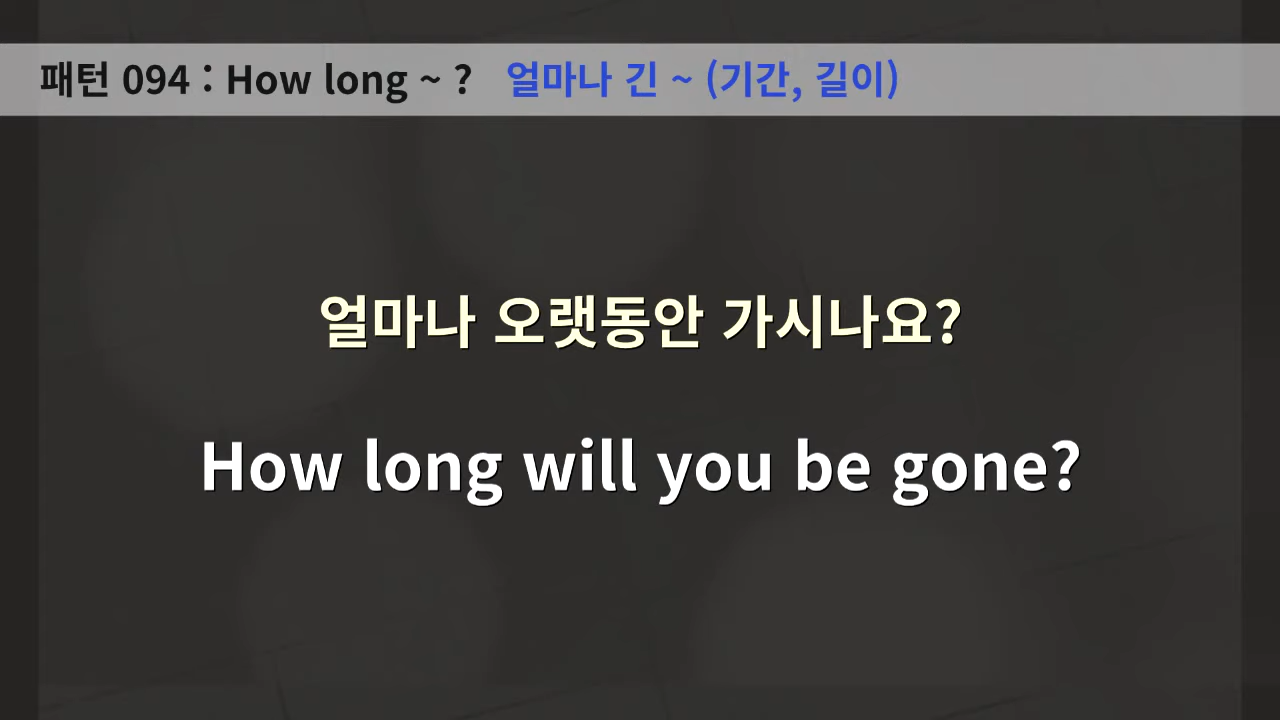 패턴 094 : How long ~ ? 얼마나 긴 ~ (기간, 길이)
얼마나 오랫동안 가시나요?
How long will you be gone?